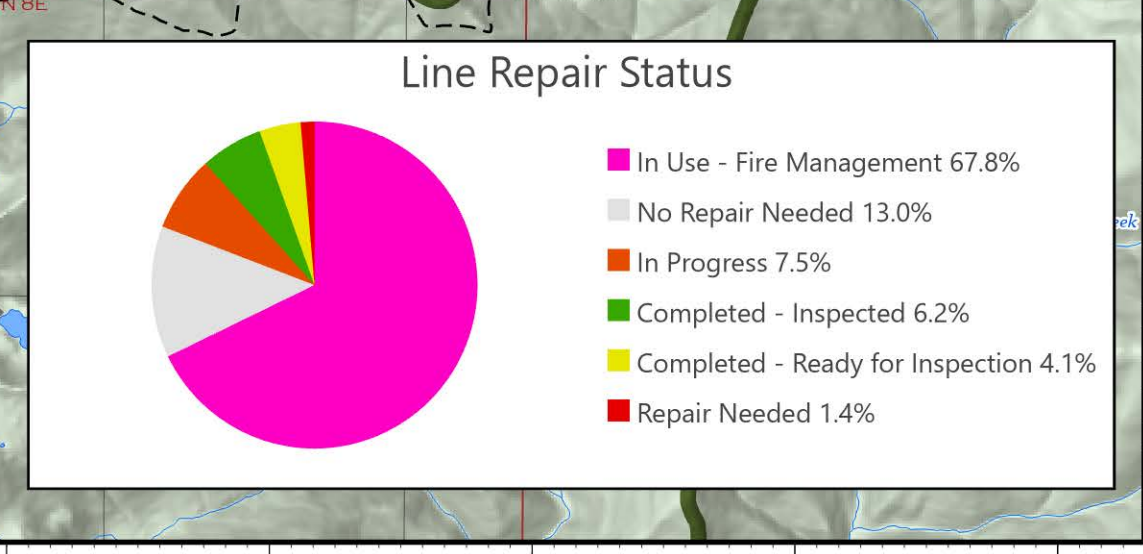 N 8E
Line Repair Status
In Use - Fire Management 67.8%
No Repair Needed 13.0%
eek
In Progress 7.5%
Completed - Inspected 6.2%
Completed - Ready for Inspection 4.1%
Repair Needed 1.4%